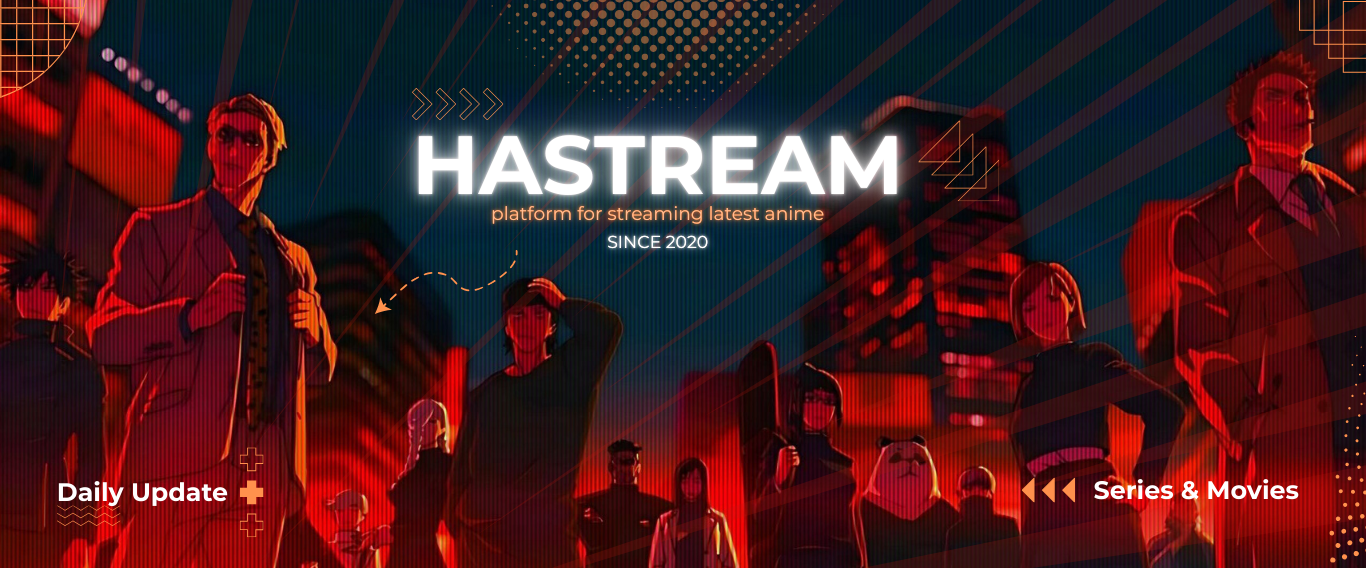 HASTREAM
platform for streaming latest anime
SINCE 2020
Daily Update
Series & Movies